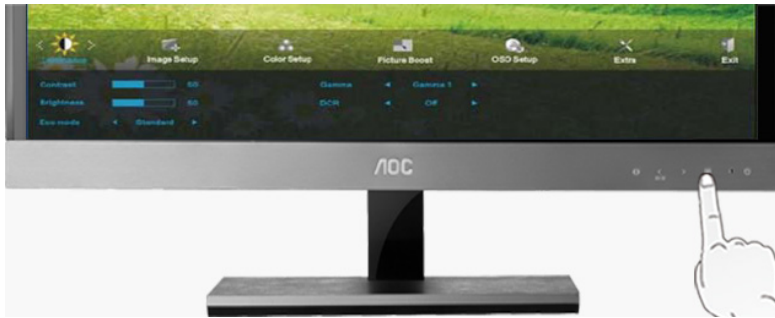 Luminance
Image Setup
Color Setup
Picture Boost
OSD Setup
Extra
Exit
Contrast 50 Gamma Gamma 1
Brightness 50 DCR Off
Eco mode Standard
AOC